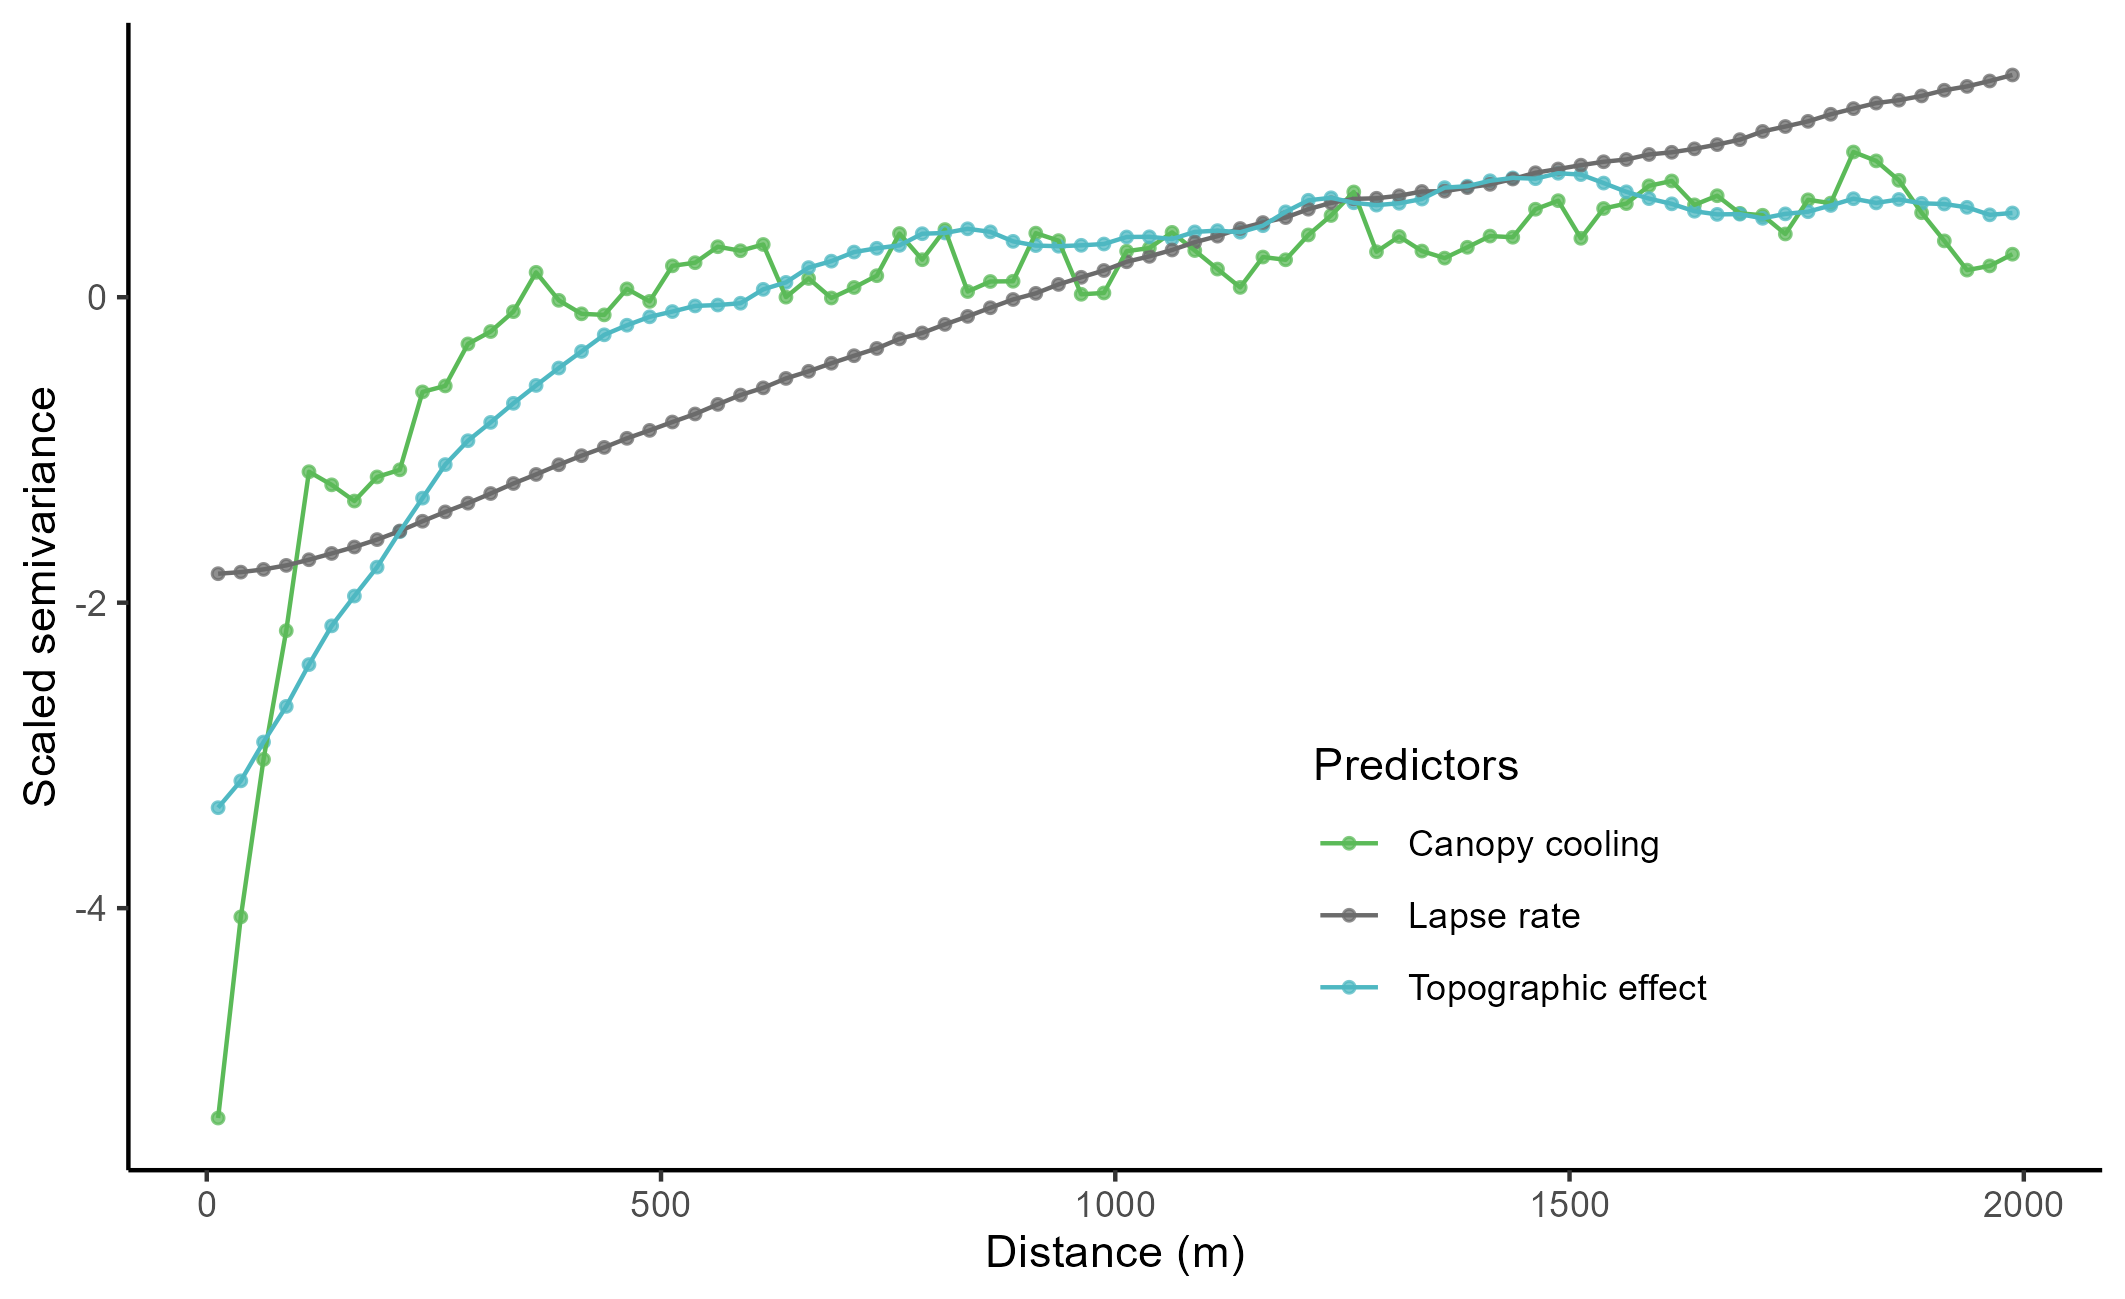 Scaled semivariance
0
-2
-4
Predictors
Canopy cooling
Lapse rate
Topographic effect
0 500 1000 1500 2000
Distance (m)